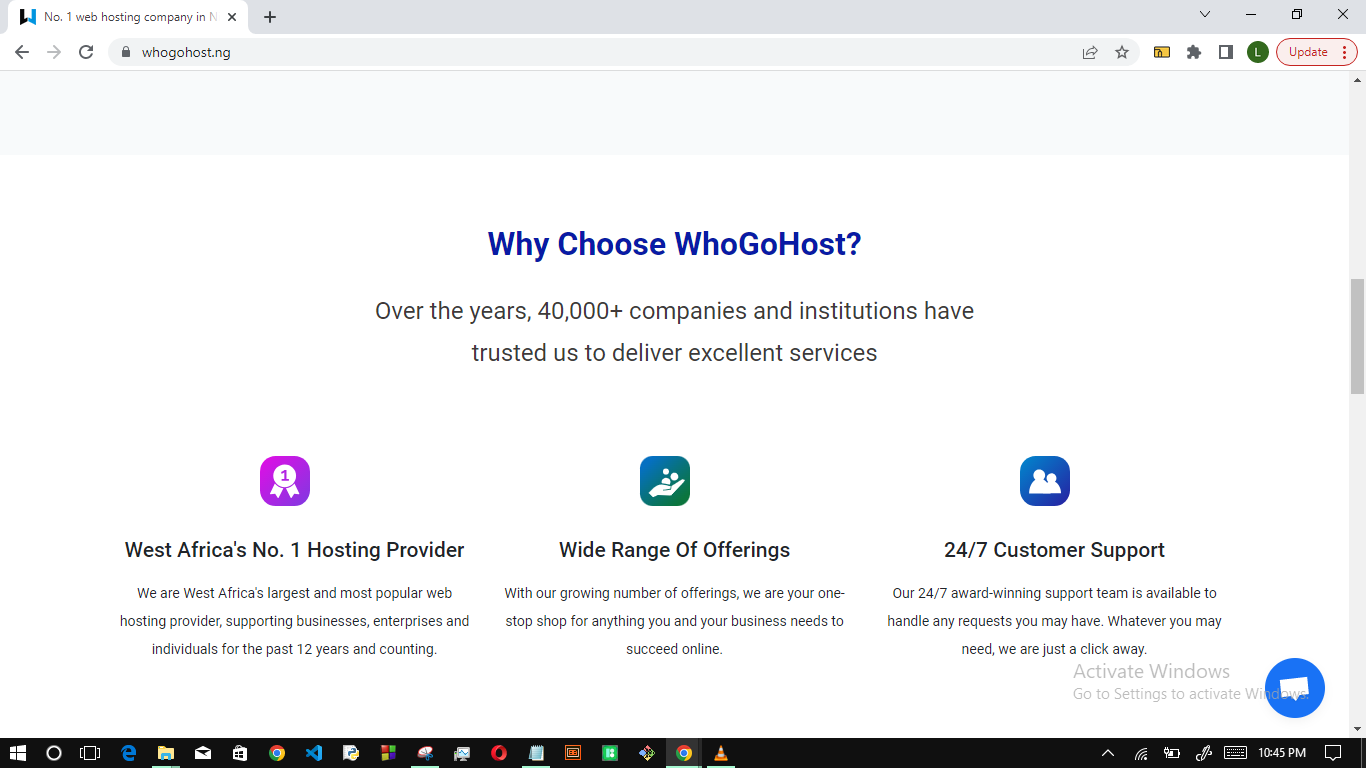 No. 1 web hosting company in N
whogohost.ng
L
Update
Why Choose WhoGoHost?
Over the years, 40,000+ companies and institutions have
trusted us to deliver excellent services
1
West Africa's No. 1 Hosting Provider
We are West Africa's largest and most popular web
hosting provider, supporting businesses, enterprises and
individuals for the past 12 years and counting.
Wide Range Of Offerings
With our growing number of offerings, we are your one-
stop shop for anything you and your business needs to
succeed online.
24/7 Customer Support
Our 24/7 award-winning support team is available to
handle any requests you may have. Whatever you may
need, we are just a click away.
Activate Windows
Go to Settings to activate Windows.
10:45 PM